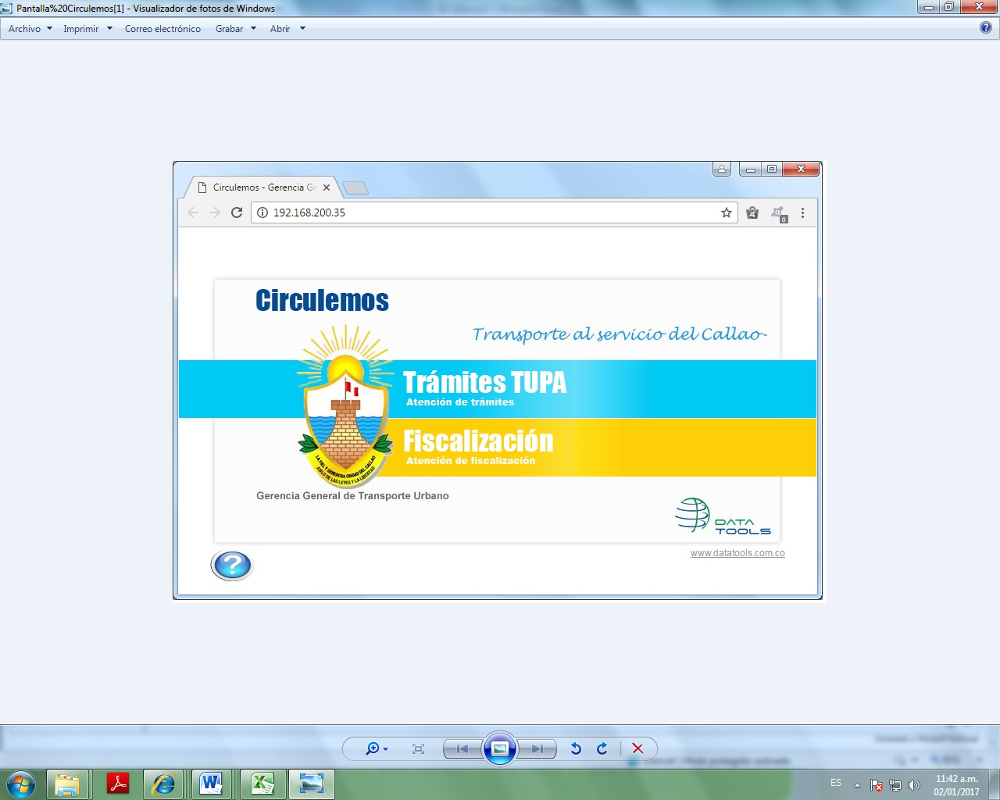 Pantalla%20Circulemos[1] - Visualizador de fotos de Windows
Archivo Imprimir Correo electrónico Grabar Abrir
Circulemos - Gerencia Ge
192.168.200.35
0
Circulemos
Transporte al servicio del Callao-
Trámites TUPA
Atención de trámites
Fiscalización
Atención de fiscalización
LA FIEL Y GENEROSA CIUDAD DEL CALLAO
ASILO DE LAS LEYES Y LA LIBERTAD
Gerencia General de Transporte Urbano
DATA
TOOLS
www.datatools.com.co
ES
11:42 a.m.
02/01/2017